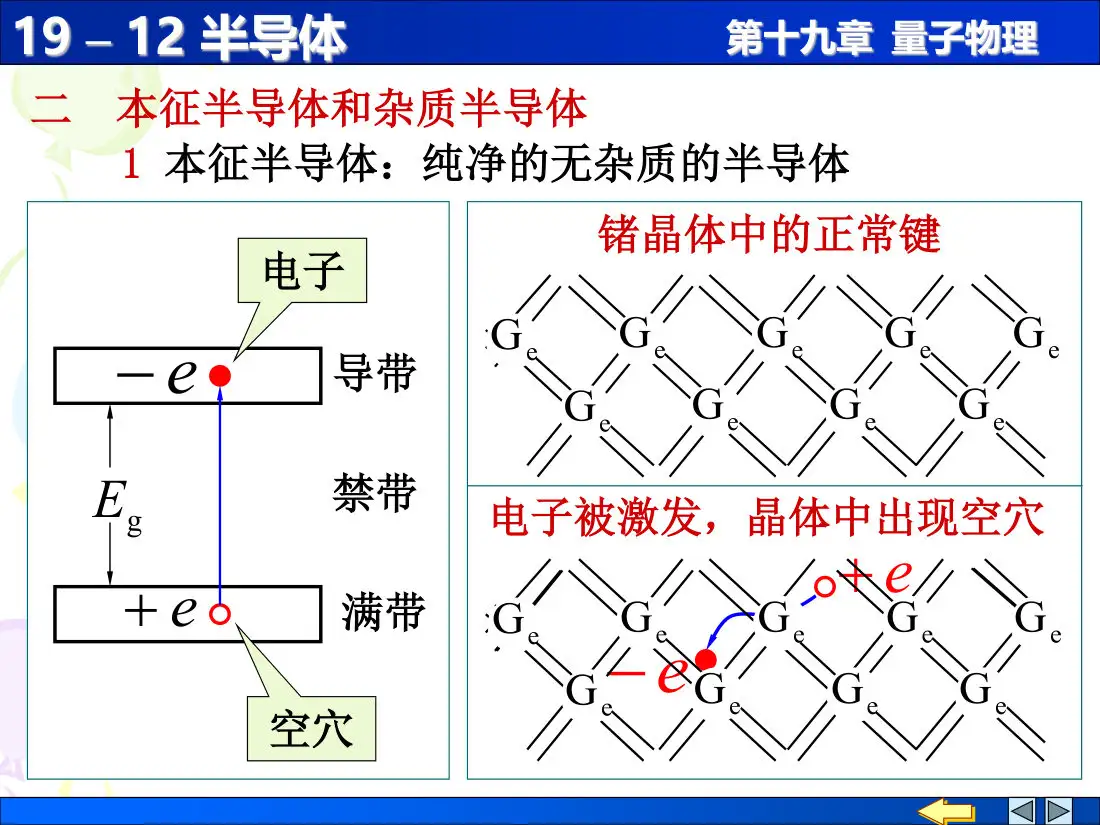 19 – 12 半导体
第十九章 量子物理
二 本征半导体和杂质半导体
1 本征半导体：纯净的无杂质的半导体
电子
− e
导带
Eg
禁带
+ e
满带
空穴
锗晶体中的正常键
Ge Ge Ge Ge Ge
Ge Ge Ge Ge
电子被激发，晶体中出现空穴
+ e
Ge Ge Ge Ge Ge
− e
Ge Ge Ge Ge